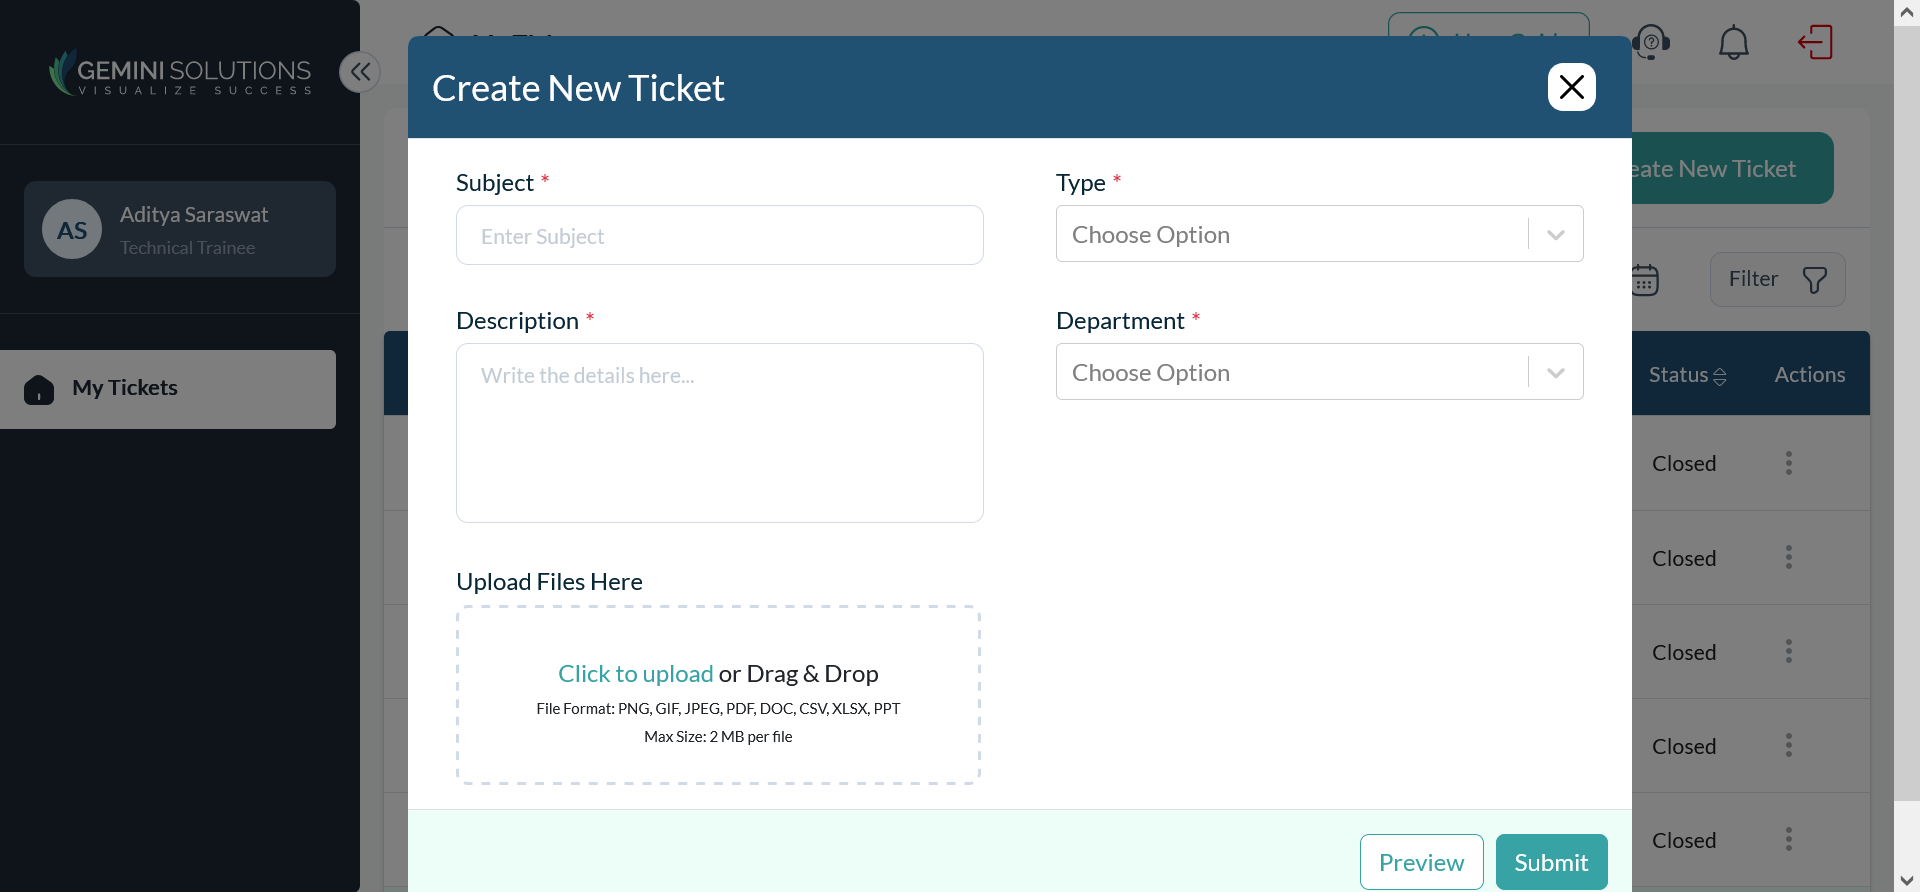 GEMINI SOLUTIONS
VISUALIZE SUCCESS
AS
Aditya Saraswat
Technical Trainee
My Tickets
Create New Ticket
Subject *
Enter Subject
Type *
Choose Option
Description *
Write the details here...
Department *
Choose Option
Upload Files Here
Click to upload or Drag & Drop
File Format: PNG, GIF, JPEG, PDF, DOC, CSV, XLSX, PPT
Max Size: 2 MB per file
Preview
Submit
New Ticket
Filter
Status
Actions
Closed
Closed
Closed
Closed
Closed